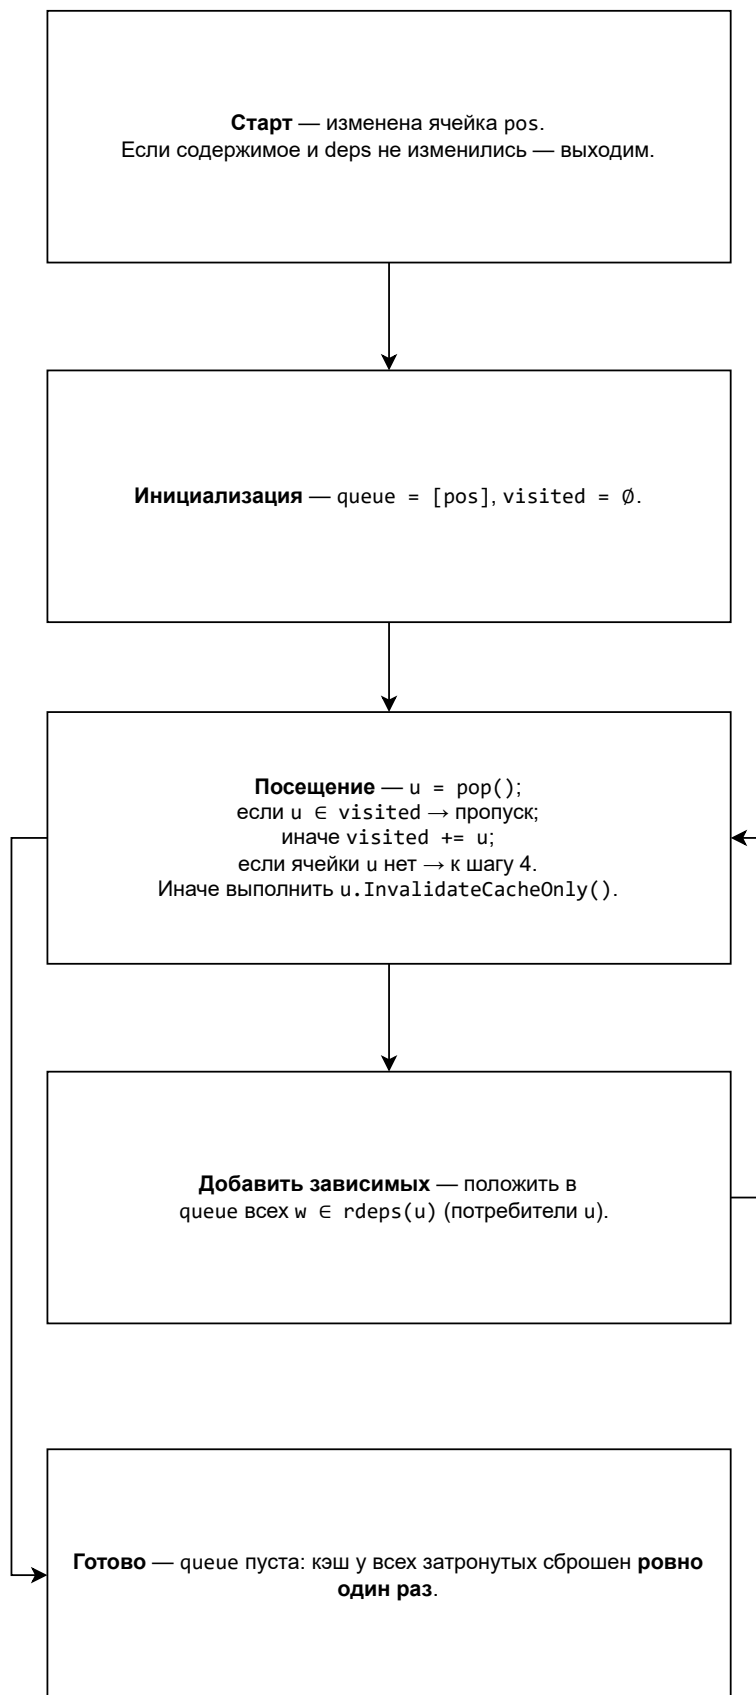 Старт — изменена ячейка pos.
Если содержимое и deps не изменились — выходим.
Инициализация — queue = [pos], visited = Ø.
Посещение — u = pop();
если u ∈ visited → пропуск;
иначе visited += u;
если ячейки u нет → к шагу 4.
Иначе выполнить u.InvalidateCacheOnly().
Добавить зависимых — положить в
queue всех w ∈ rdeps(u) (потребители u).
Готово — queue пуста: кэш у всех затронутых сброшен ровно
один раз.